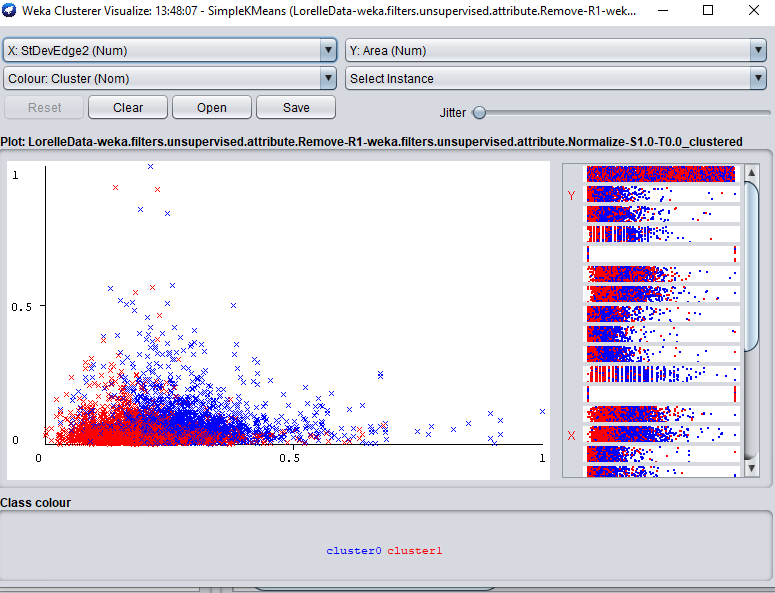 Weka Clusterer Visualize: 13:48:07 - SimpleKMeans (LorelleData-weka.filters.unsupervised.attribute.Remove-R1-wek...
X: StDevEdge2 (Num)
Y: Area (Num)
Colour: Cluster (Nom)
Select Instance
Reset
Clear
Open
Save
Jitter
Plot: LorelleData-weka.filters.unsupervised.attribute.Remove-R1-weka.filters.unsupervised.attribute.Normalize-S1.0-T0.0_clustered
1
0.5
0
0
0.5
1
Y
X
Class colour
cluster0 cluster1